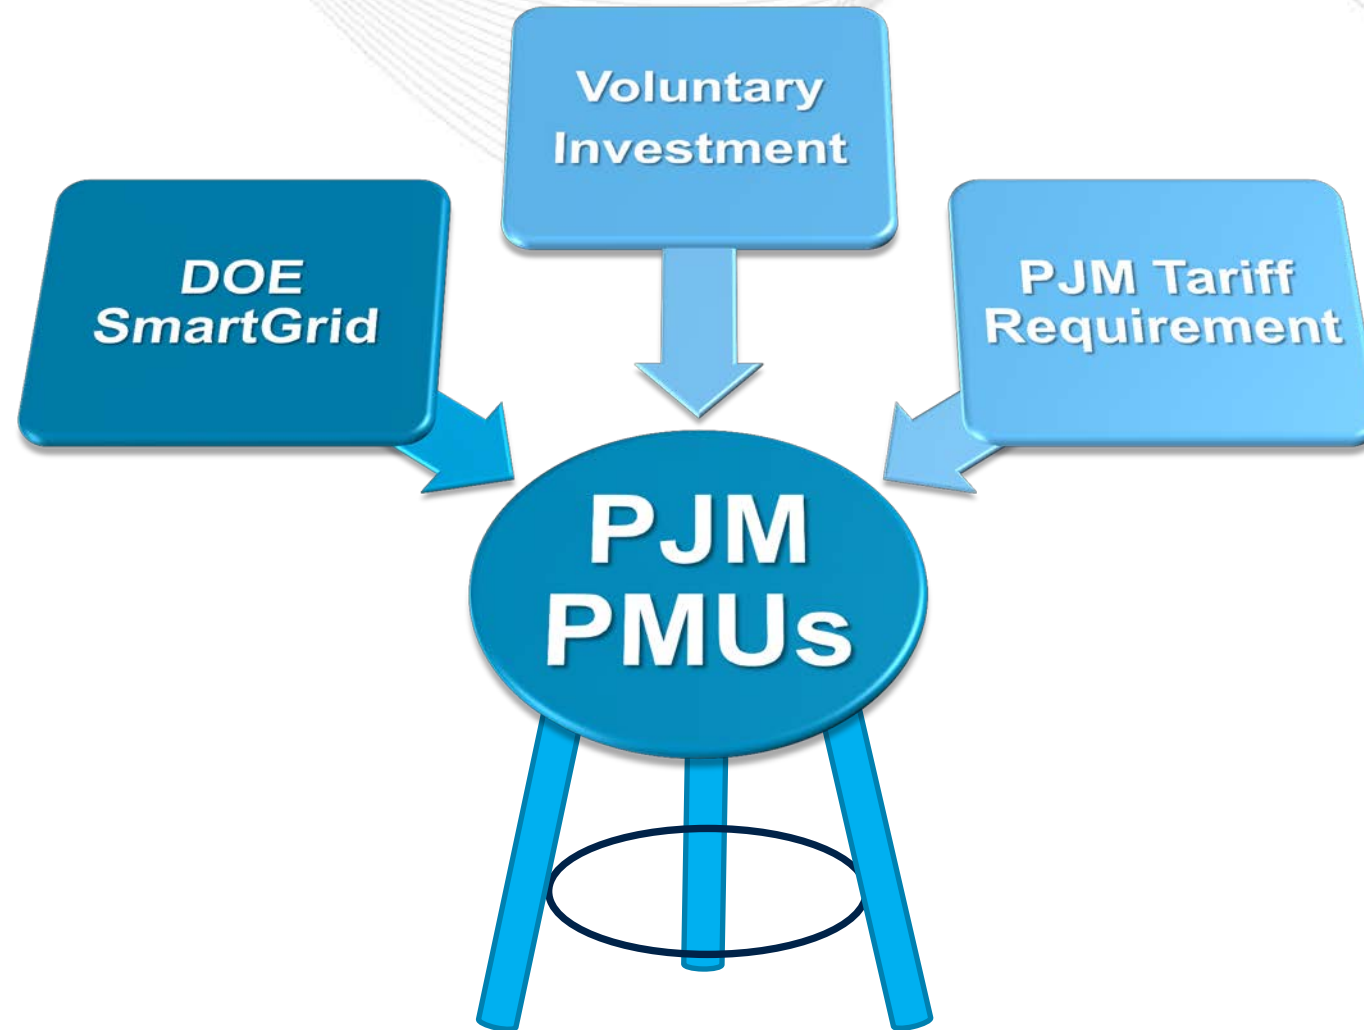 Voluntary
Investment
DOE
SmartGrid
PJM Tariff
Requirement
PJM
PMUs